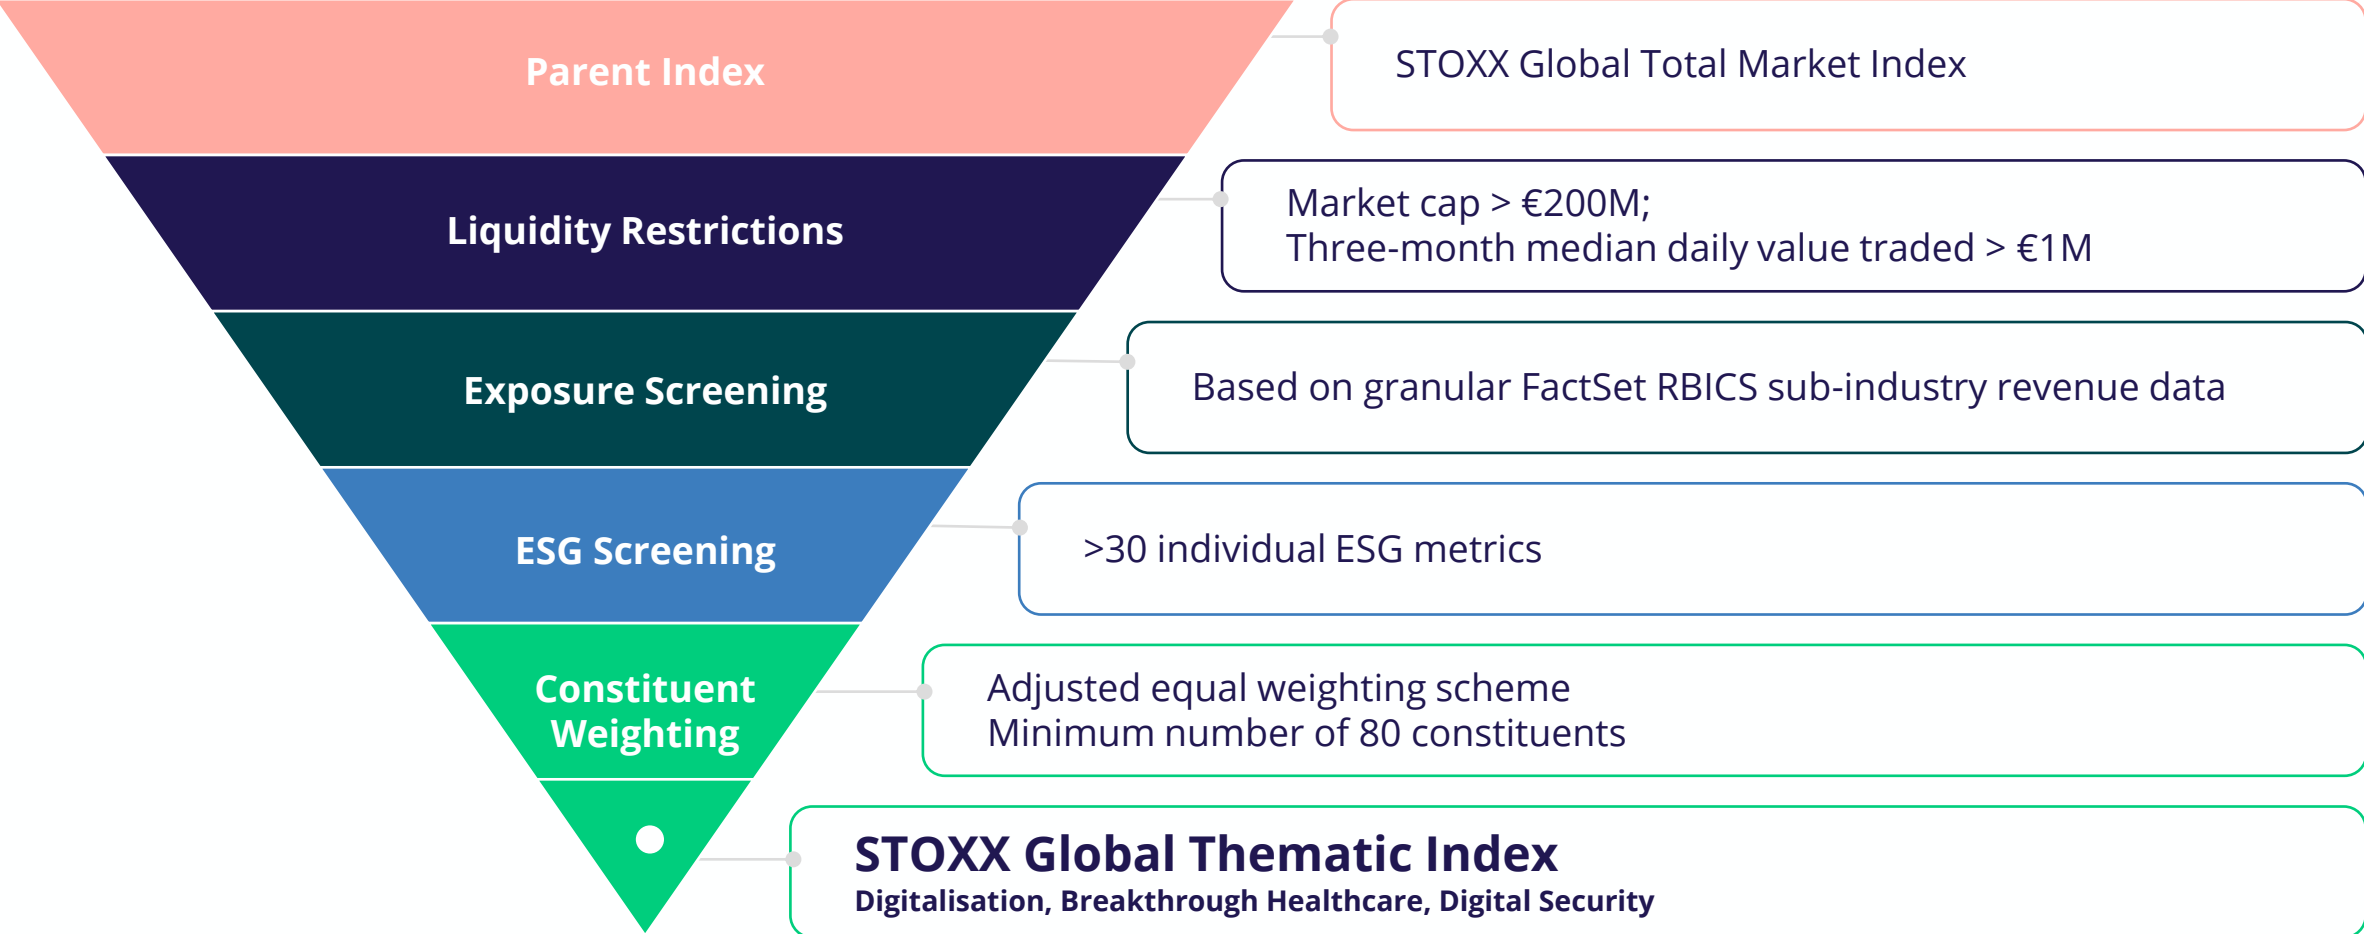 Parent Index
STOXX Global Total Market Index
Liquidity Restrictions
Market cap > €200M;
Three-month median daily value traded > €1M
Exposure Screening
Based on granular FactSet RBICS sub-industry revenue data
ESG Screening
>30 individual ESG metrics
Constituent
Weighting
Adjusted equal weighting scheme
Minimum number of 80 constituents
STOXX Global Thematic Index
Digitalisation, Breakthrough Healthcare, Digital Security